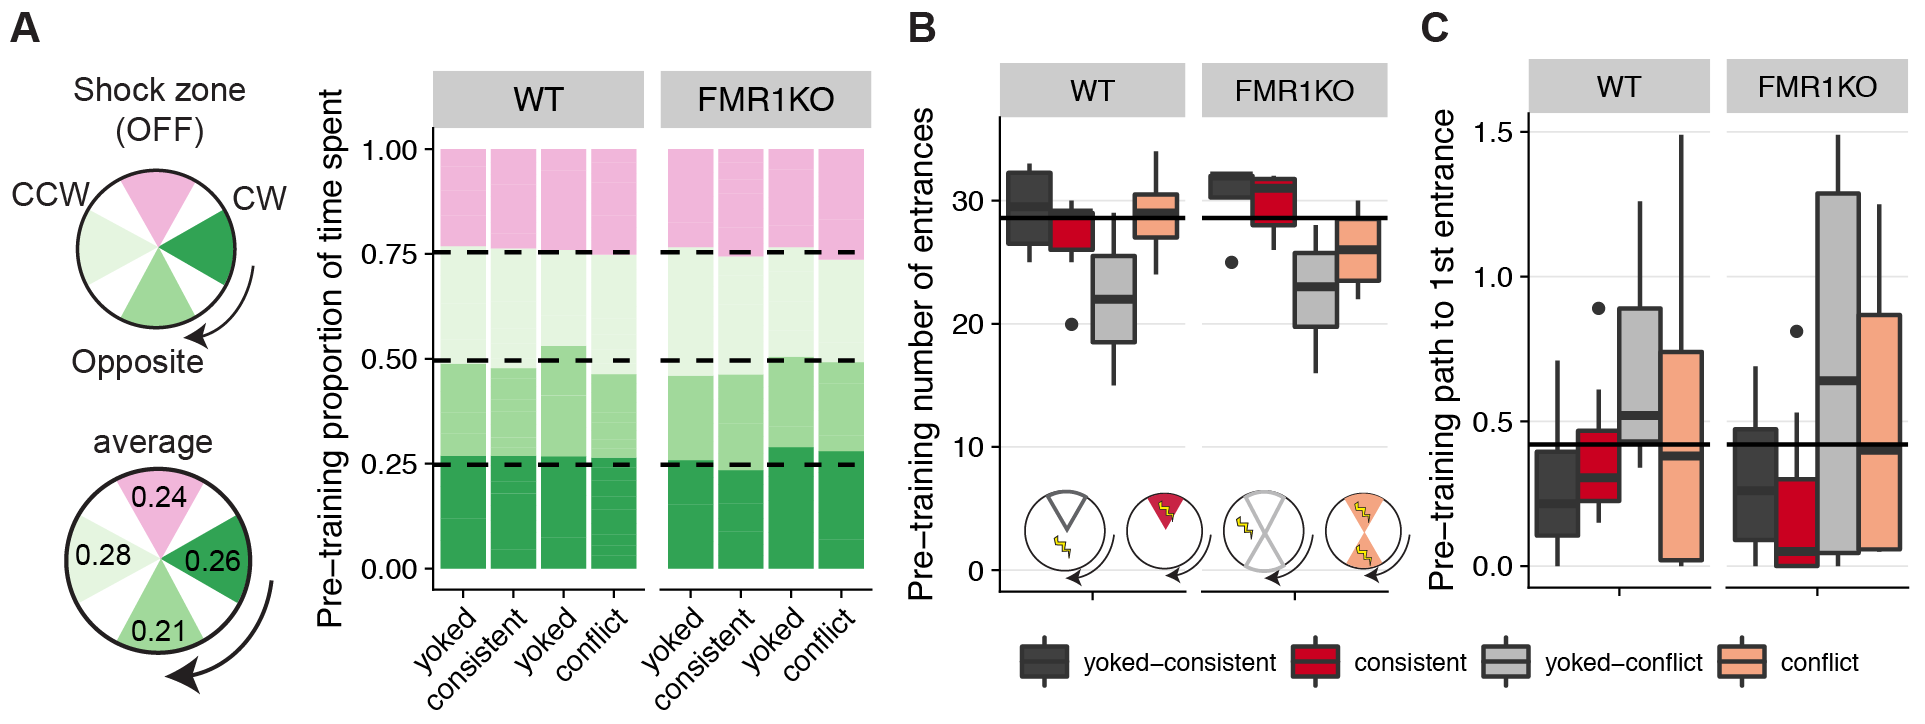 A
B
C
Shock zone
(OFF)
CCW
CW
Opposite
average
0.24
0.28
0.26
0.21
Pre−training proportion of time spent
WT
FMR1KO
1.00
0.75
0.50
0.25
0.00
yoked
consistent
yoked
conflict
yoked
consistent
yoked
conflict
Pre−training number of entrances
WT
FMR1KO
30
20
10
0
Pre−training path to 1st entrance
WT
FMR1KO
1.5
1.0
0.5
0.0
yoked−consistent
consistent
yoked−conflict
conflict